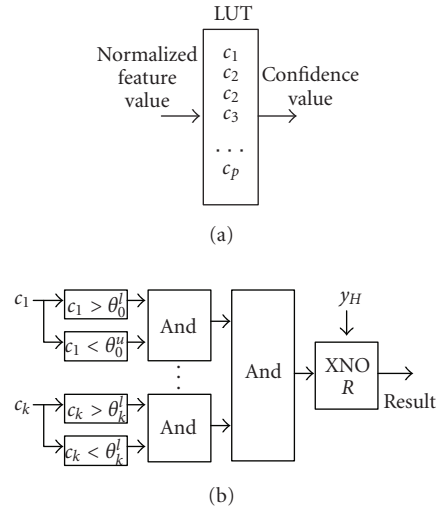 LUT
Normalized
feature
value
c₁
c₂
c₂
c₃
. . .
cₚ
Confidence
value
(a)
c₁
c₁ > θ₀ˡ
c₁ < θ₀ᵘ
And
⋮
cₖ
cₖ > θₖˡ
cₖ < θₖˡ
And
And
y_H
XNO
R
Result
(b)